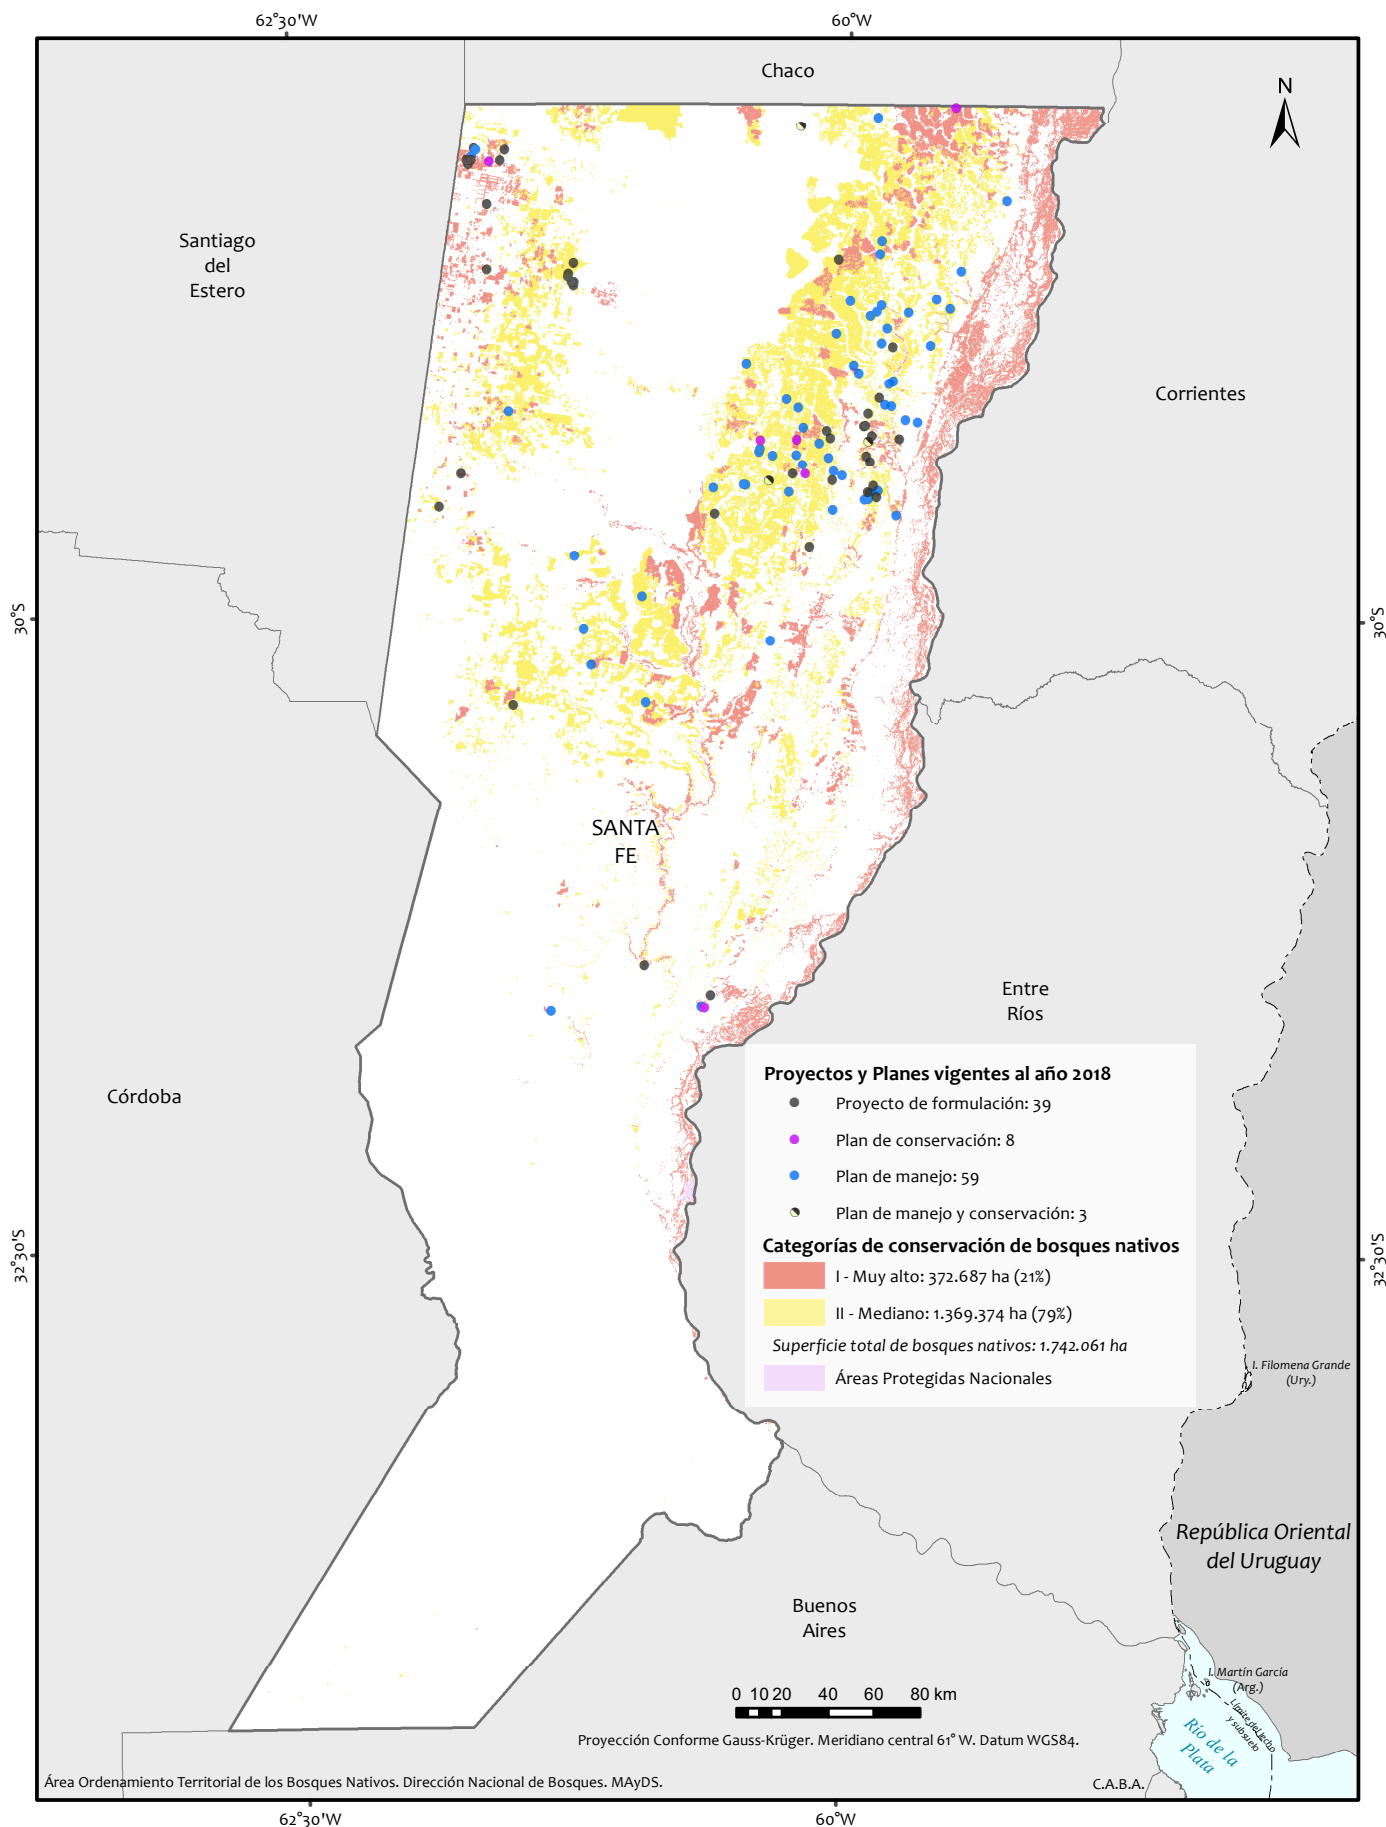 62°30'W
60°W
Chaco
N
Santiago
del
Estero
Corrientes
30°S
30°S
SANTA
FE
Entre
Ríos
Córdoba
Proyectos y Planes vigentes al año 2018
Proyecto de formulación: 39
Plan de conservación: 8
Plan de manejo: 59
Plan de manejo y conservación: 3
Categorías de conservación de bosques nativos
I - Muy alto: 372.687 ha (21%)
II - Mediano: 1.369.374 ha (79%)
Superficie total de bosques nativos: 1.742.061 ha
Áreas Protegidas Nacionales
32°30'S
32°30'S
I. Filomena Grande
(Ury.)
República Oriental
del Uruguay
Buenos
Aires
I. Martín García
(Arg.)
Límite del lecho
y subsuelo
Río de la
Plata
0 10 20 40 60 80 km
Proyección Conforme Gauss-Krüger. Meridiano central 61° W. Datum WGS84.
Área Ordenamiento Territorial de los Bosques Nativos. Dirección Nacional de Bosques. MAyDS.
C.A.B.A.
62°30'W
60°W